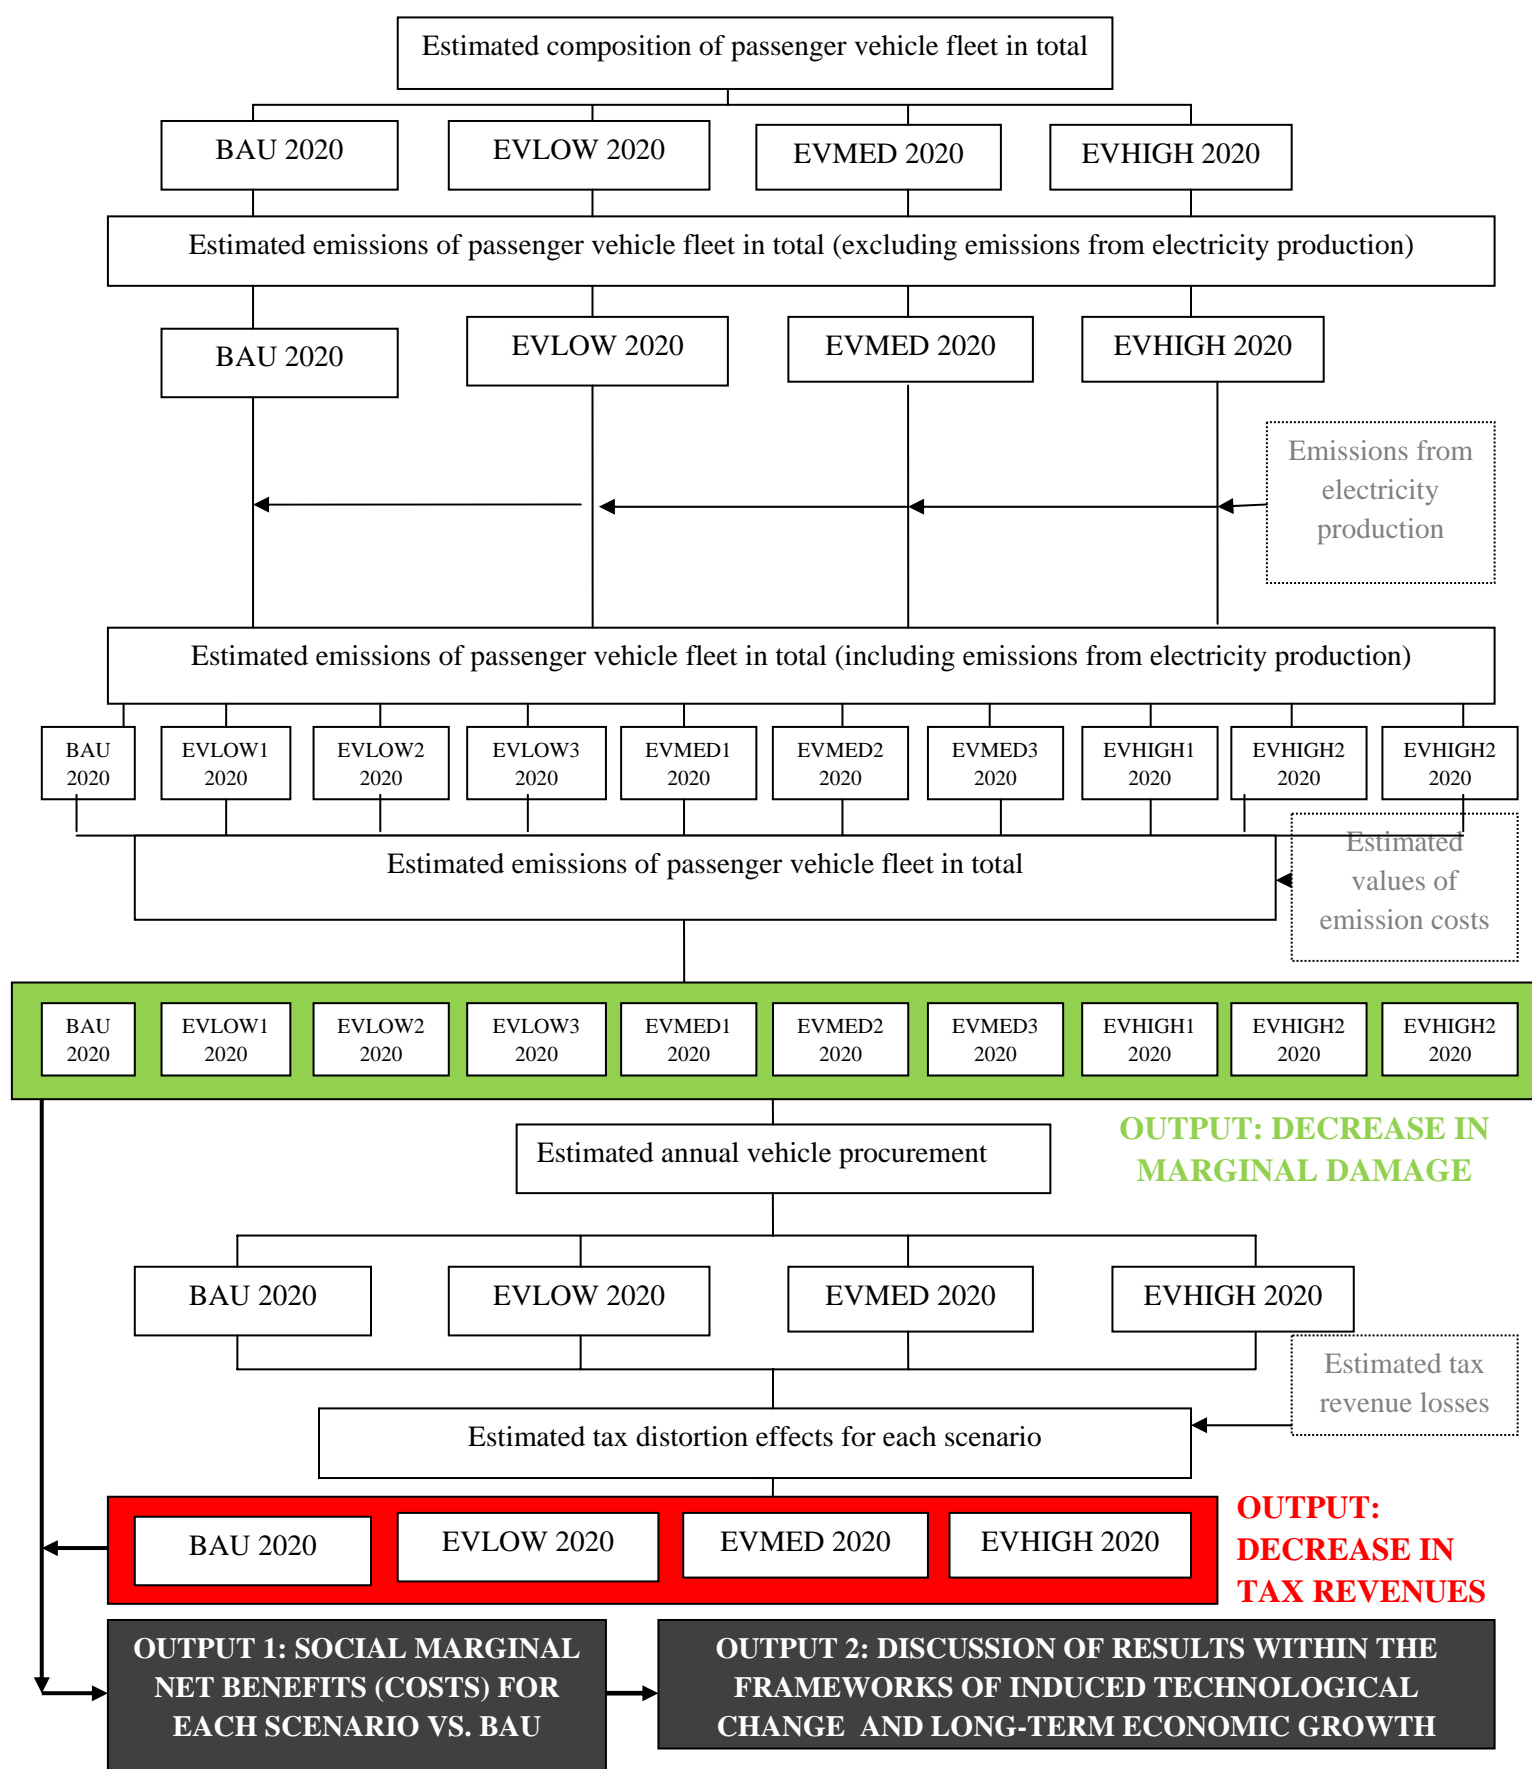 Estimated composition of passenger vehicle fleet in total
BAU 2020
EVLOW 2020
EVMED 2020
EVHIGH 2020
Estimated emissions of passenger vehicle fleet in total (excluding emissions from electricity production)
BAU 2020
EVLOW 2020
EVMED 2020
EVHIGH 2020
Emissions from
electricity
production
Estimated emissions of passenger vehicle fleet in total (including emissions from electricity production)
BAU
2020
EVLOW1
2020
EVLOW2
2020
EVLOW3
2020
EVMED1
2020
EVMED2
2020
EVMED3
2020
EVHIGH1
2020
EVHIGH2
2020
EVHIGH2
2020
Estimated emissions of passenger vehicle fleet in total
Estimated
values of
emission costs
BAU
2020
EVLOW1
2020
EVLOW2
2020
EVLOW3
2020
EVMED1
2020
EVMED2
2020
EVMED3
2020
EVHIGH1
2020
EVHIGH2
2020
EVHIGH2
2020
OUTPUT: DECREASE IN
MARGINAL DAMAGE
Estimated annual vehicle procurement
BAU 2020
EVLOW 2020
EVMED 2020
EVHIGH 2020
Estimated tax
revenue losses
Estimated tax distortion effects for each scenario
BAU 2020
EVLOW 2020
EVMED 2020
EVHIGH 2020
OUTPUT:
DECREASE IN
TAX REVENUES
OUTPUT 1: SOCIAL MARGINAL
NET BENEFITS (COSTS) FOR
EACH SCENARIO VS. BAU
OUTPUT 2: DISCUSSION OF RESULTS WITHIN THE
FRAMEWORKS OF INDUCED TECHNOLOGICAL
CHANGE AND LONG-TERM ECONOMIC GROWTH